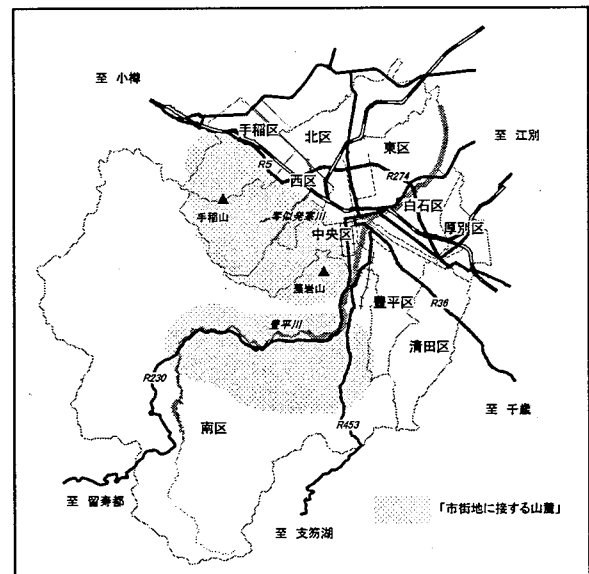 至 小樽
手稲区
北区
東区
至 江別
R5
西区
R274
手稲山
琴似発寒川
白石区
厚別区
中央区
藻岩山
豊平区
R36
豊平川
清田区
R230
至 千歳
南区
R453
至 留寿都
至 支笏湖
「市街地に接する山麓」